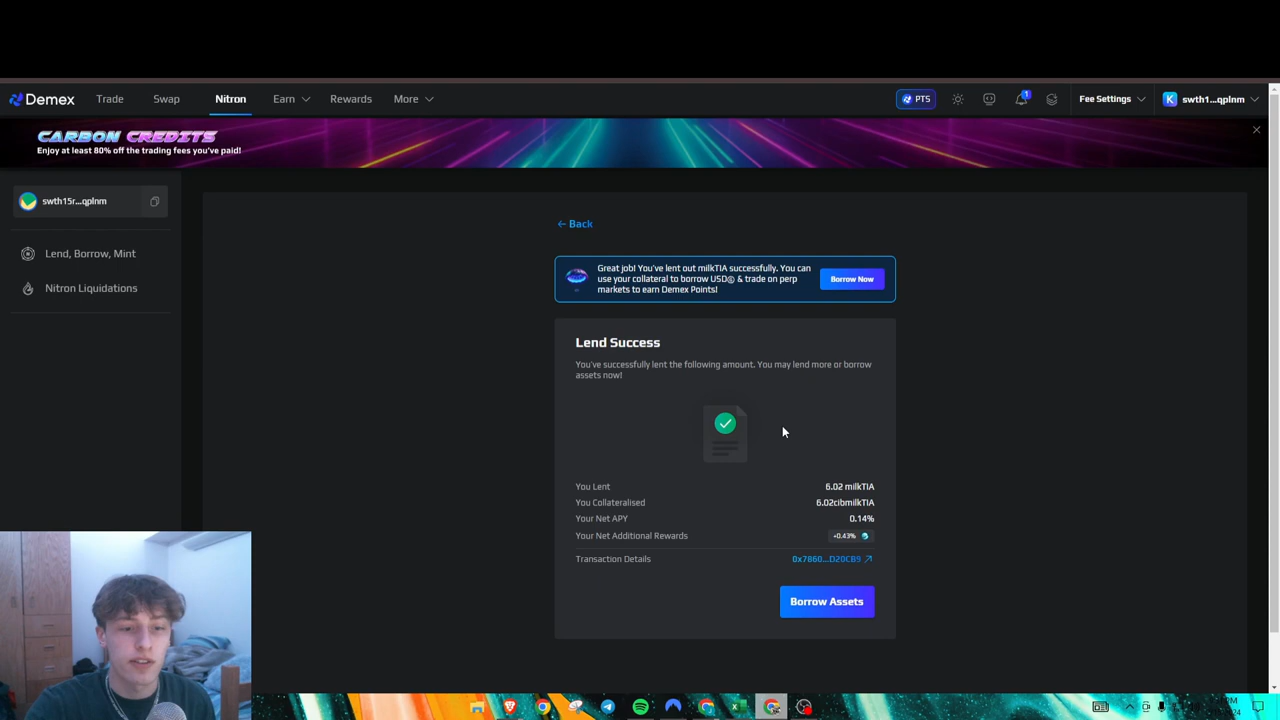 Demex
Trade
Swap
Nitron
Earn
Rewards
More
PTS
1
Fee Settings
K
swth1...qplnm
CARBON CREDITS
Enjoy at least 80% off the trading fees you've paid!
swth15r...qplnm
Lend, Borrow, Mint
Nitron Liquidations
← Back
Great job! You've lent out milkTIA successfully. You can
use your collateral to borrow USD & trade on perp
markets to earn Demex Points!
Borrow Now
Lend Success
You've successfully lent the following amount. You may lend more or borrow
assets now!
You Lent 6.02 milkTIA
You Collateralised 6.02cibmilkTIA
Your Net APY 0.14%
Your Net Additional Rewards +0.43%
Transaction Details 0x7860...D20CB9
Borrow Assets